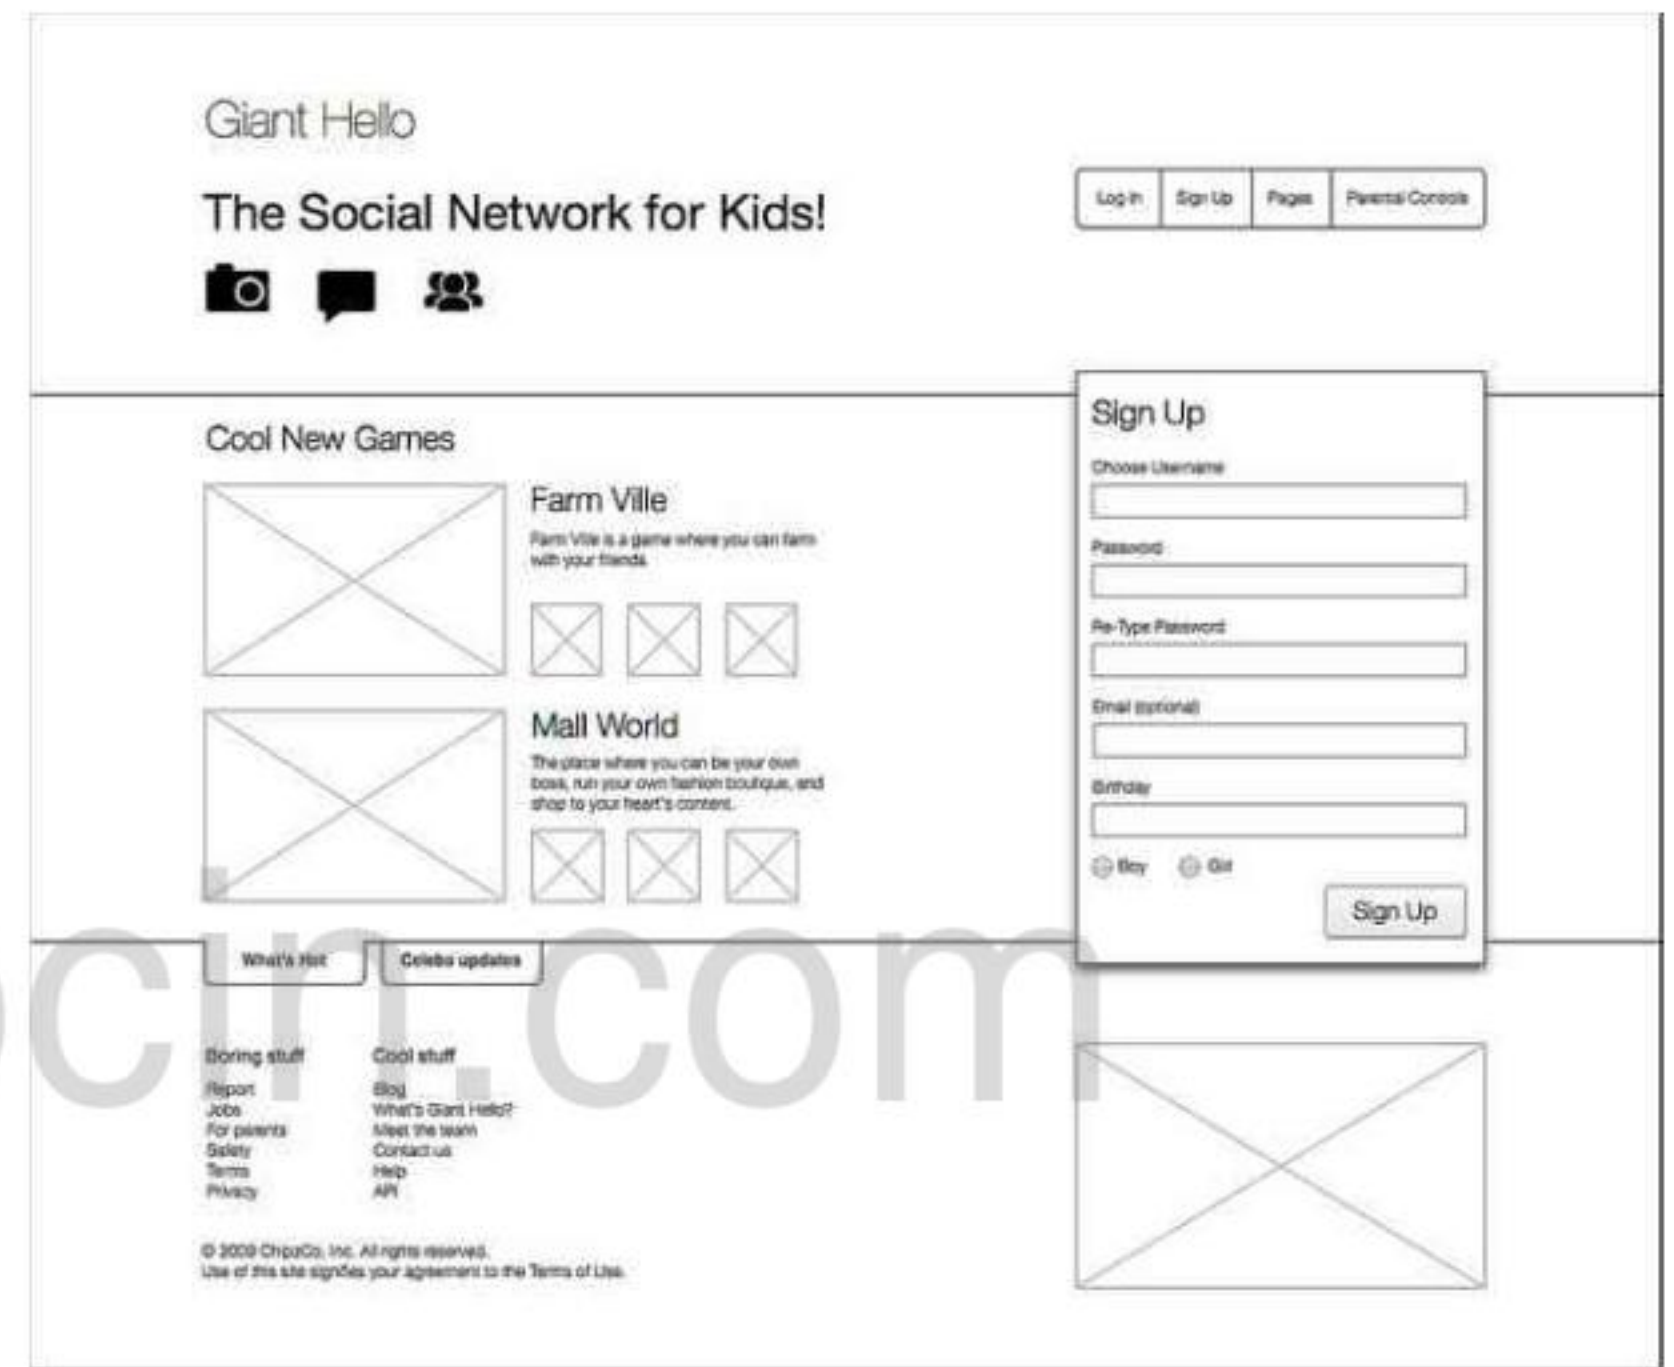 Giant Hello
The Social Network for Kids!
Log in
Sign Up
Pages
Parental Controls
Cool New Games
Farm Ville
Farm Ville is a game where you can farm
with your friends.
Mall World
The place where you can be your own
boss, run your own fashion boutique, and
shop to your heart's content.
Sign Up
Choose Username
Password
Re-Type Password
Email (optional)
Birthday
Boy
Girl
Sign Up
What's Hot
Celebs updates
Boring stuff
Report
Jobs
For parents
Safety
Terms
Privacy
Cool stuff
Blog
What's Giant Hello?
Meet the team
Contact us
Help
API
© 2009 Inc. All rights reserved.
Use of this site signifies your agreement to the Terms of Use.
cin.com